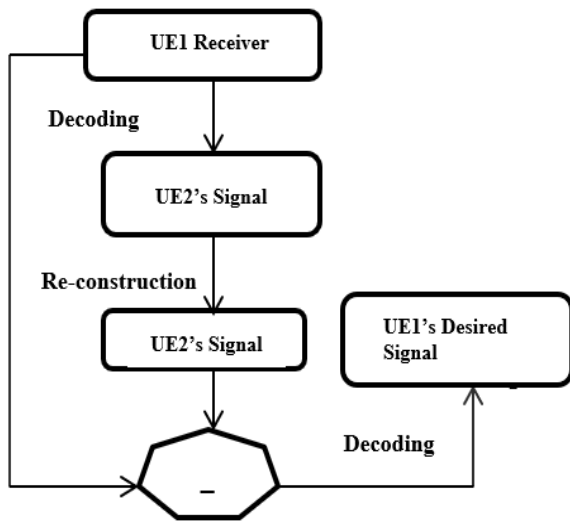 UE1 Receiver
Decoding
UE2's Signal
Re-construction
UE2's Signal
UE1's Desired
Signal
Decoding
–